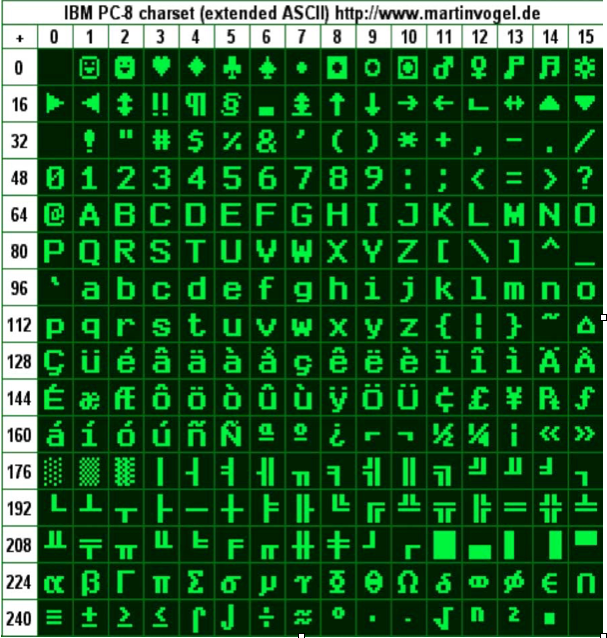 IBM PC-8 charset (extended ASCII) http://www.martinvogel.de
+ 0 1 2 3 4 5 6 7 8 9 10 11 12 13 14 15
0 ☺ ☻ ♥ ♦ ♣ ♠ • ◘ ○ ◙ ♂ ♀ ♪ ♫ ☼
16 ► ◄ ↕ ‼ ¶ § ▬ ↨ ↑ ↓ → ← ∟ ↔ ▲ ▼
32 ! " # $ % & ' ( ) * + , - . /
48 0 1 2 3 4 5 6 7 8 9 : ; < = > ?
64 @ A B C D E F G H I J K L M N O
80 P Q R S T U V W X Y Z [ \ ] ^ _
96 ` a b c d e f g h i j k l m n o
112 p q r s t u v w x y z { ¦ } ~ ⌂
128 Ç ü é â ä à å ç ê ë è ï î ì Ä Å
144 É æ Æ ô ö ò û ù ÿ Ö Ü ¢ £ ¥ ₧ ƒ
160 á í ó ú ñ Ñ ª º ¿ ⌐ ¬ ½ ¼ ¡ « »
176 ░ ▒ ▓ │ ┤ ╡ ╢ ╖ ╕ ╣ ║ ╗ ╝ ╜ ╛ ┐
192 └ ┴ ┬ ├ ─ ┼ ╞ ╟ ╚ ╔ ╩ ╦ ╠ ═ ╬ ╧
208 ╨ ╤ ╥ ╙ ╘ ╒ ╓ ╫ ╪ ┘ ┌ █ ▄ ▌ ▐ ▀
224 α β Γ π Σ σ µ τ Φ Θ Ω δ ∞ φ ∈ ∩
240 ≡ ± ≥ ≤ ⌠ ⌡ ÷ ≈ ° ∙ · √ ⁿ ² ■